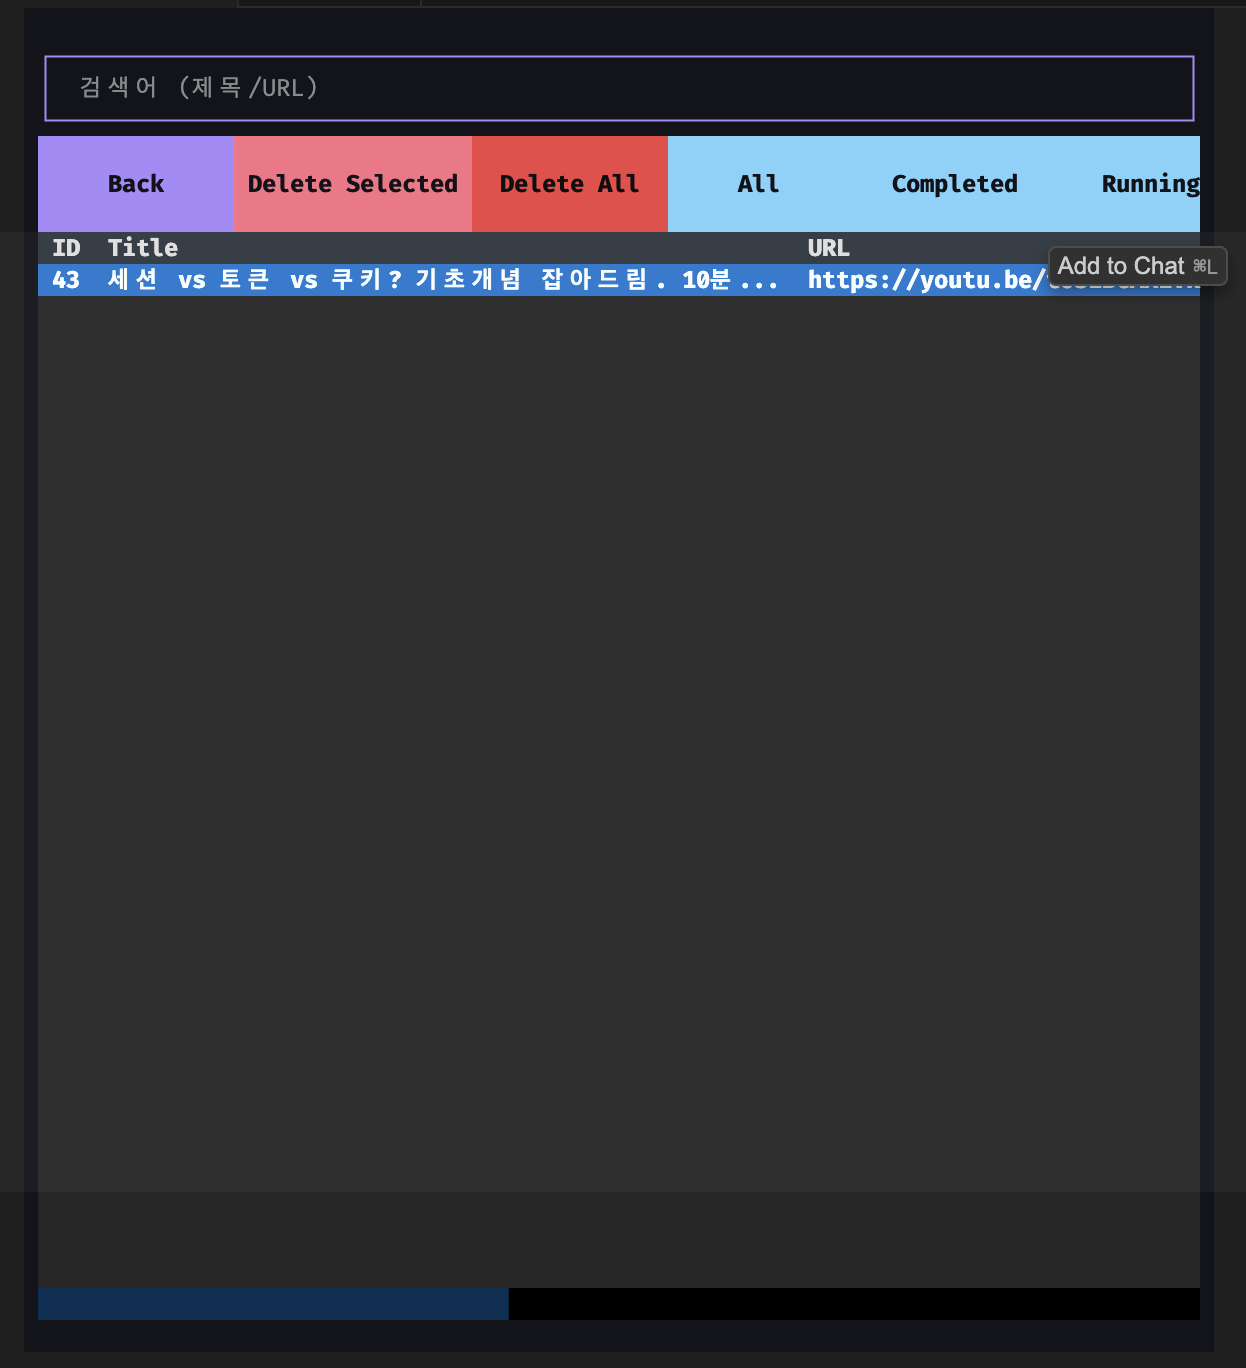 검색어 (제목/URL)
Back Delete Selected Delete All All Completed Running
ID Title URL
43 세션 vs 토큰 vs 쿠키? 기초개념 잡아드림. 10분... https://youtu.be/
Add to Chat ⌘L